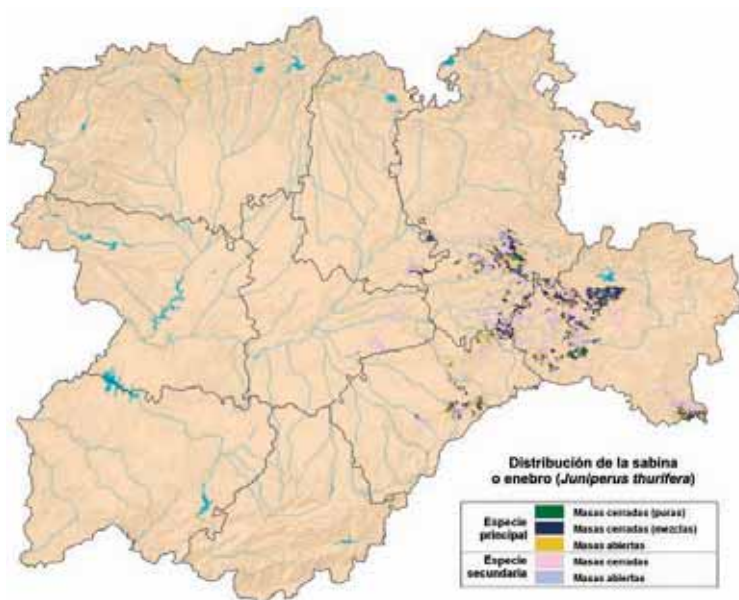 Distribución de la sabina
o enebro (Juniperus thurifera)
Especie principal
Masas cerradas (puras)
Masas cerradas (mezclas)
Masas abiertas
Especie secundaria
Masas cerradas
Masas abiertas